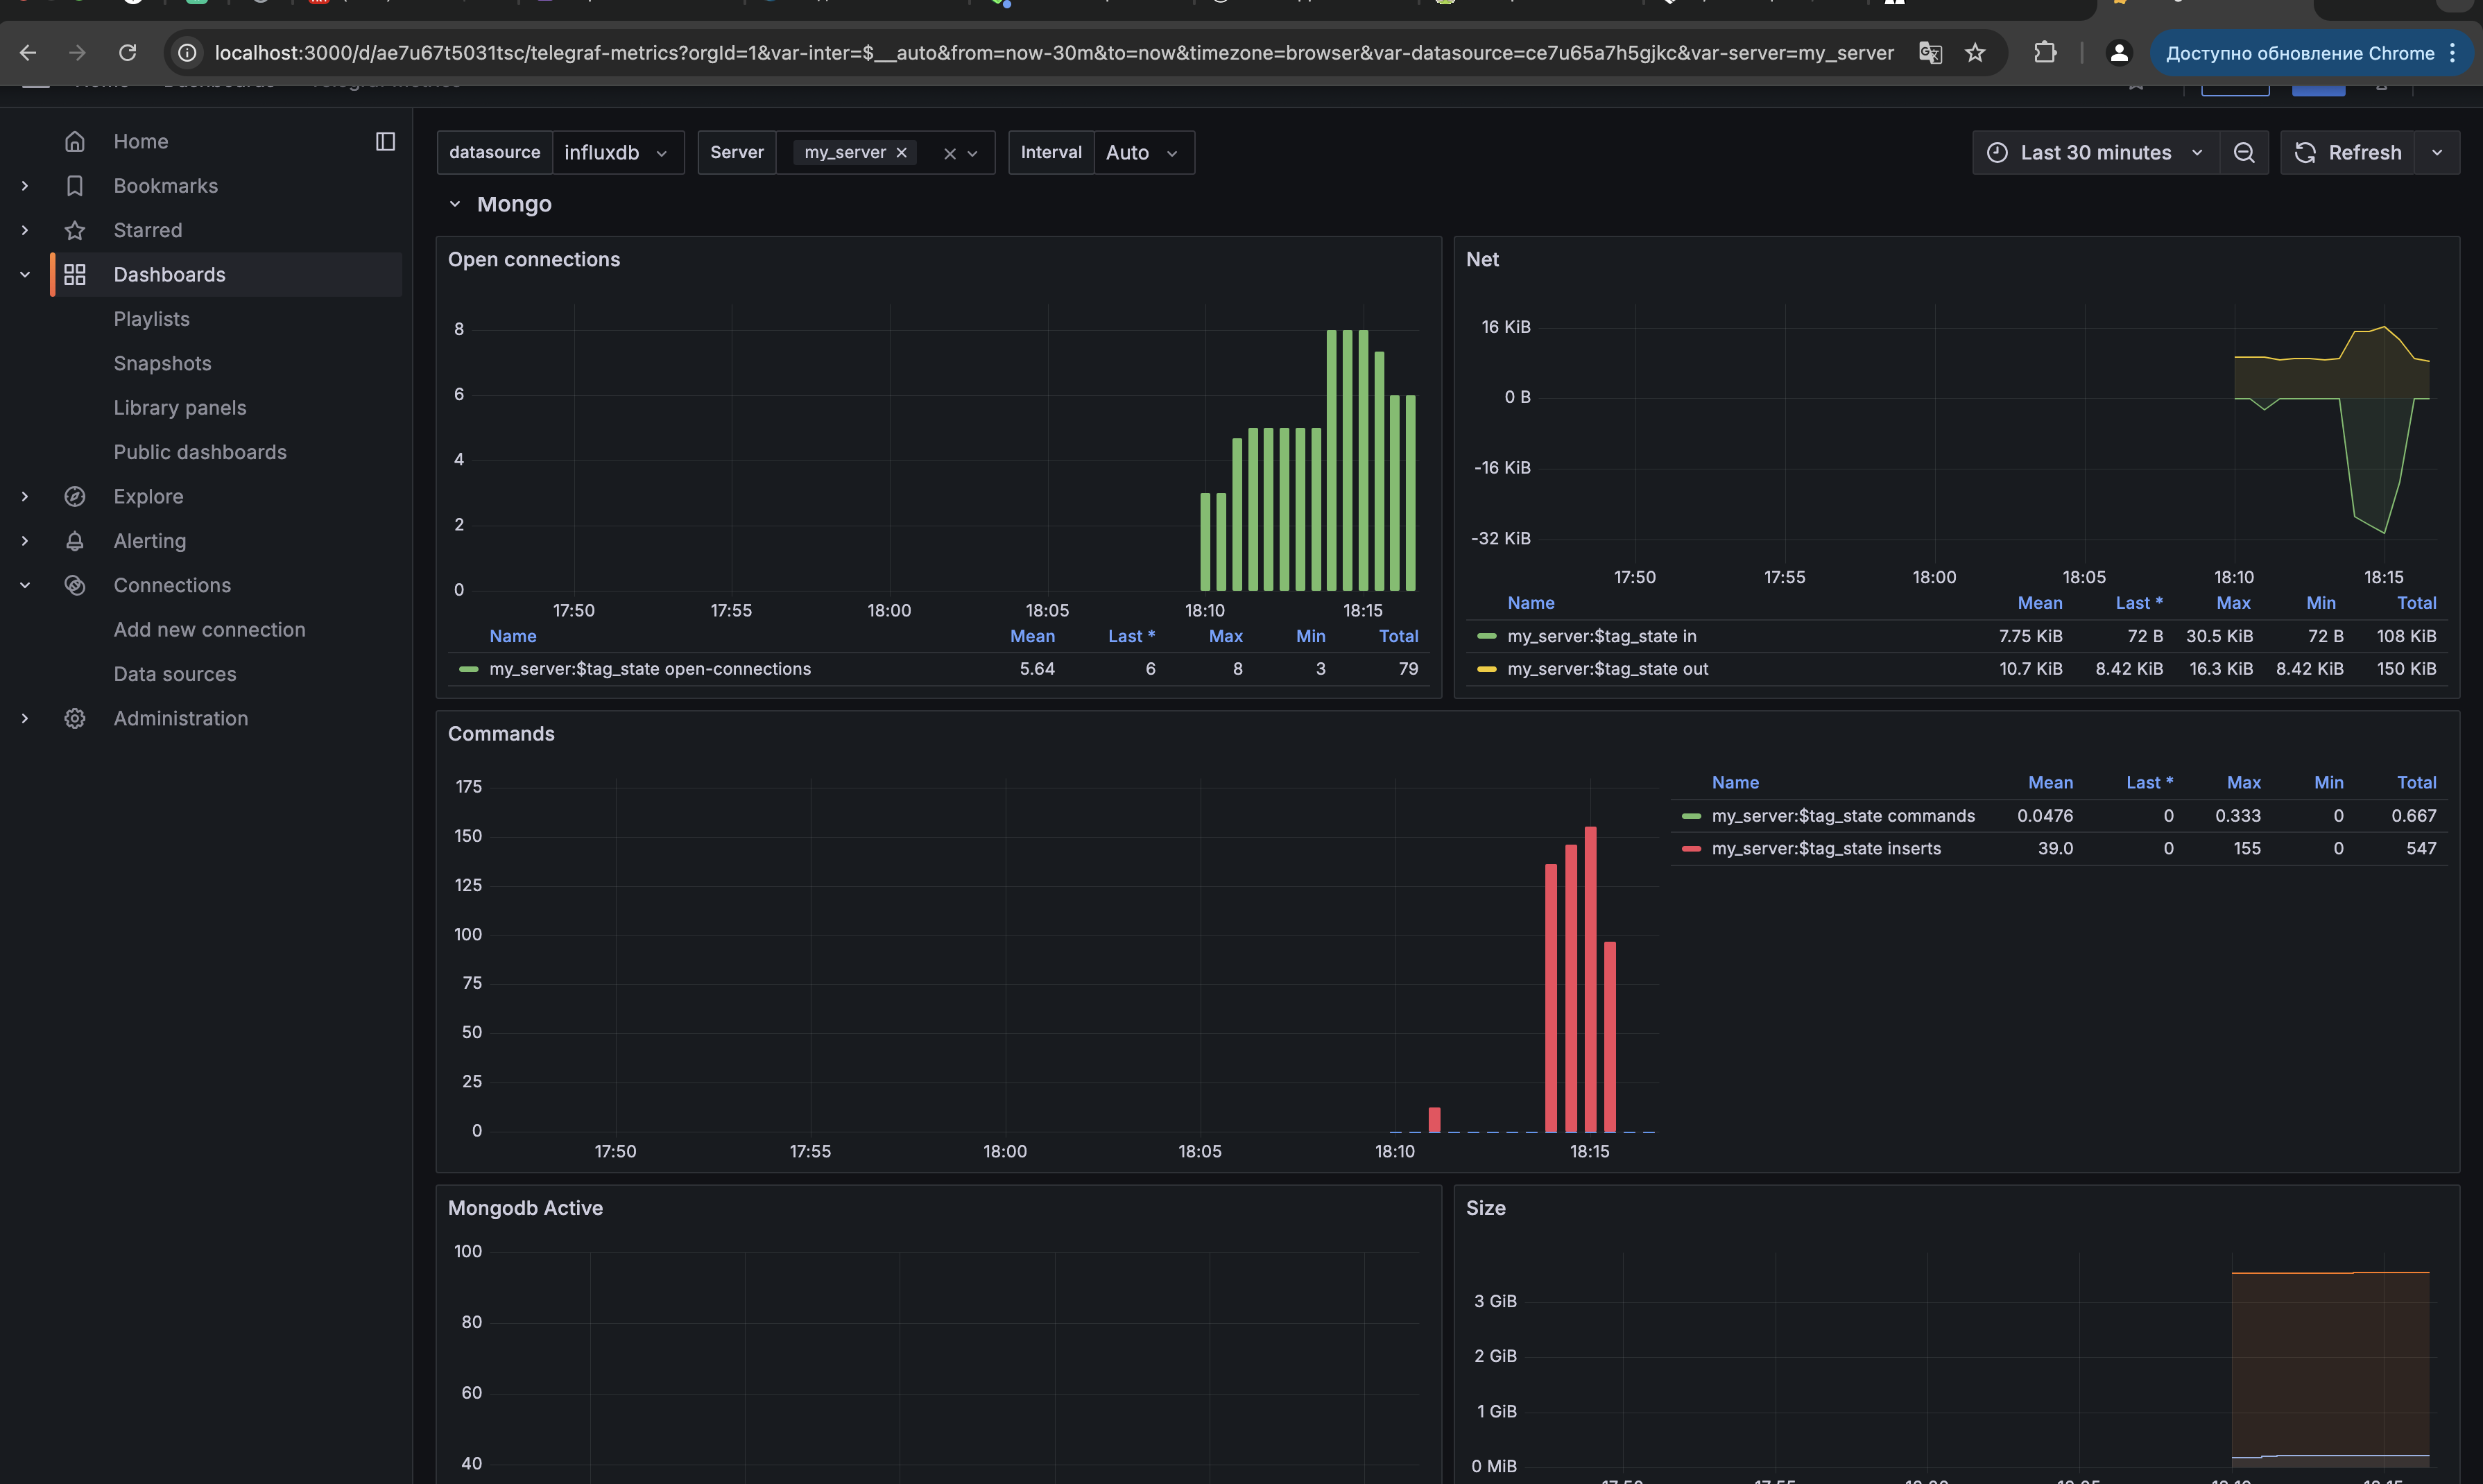 localhost:3000/d/ae7u67t5031tsc/telegraf-metrics?orgId=1&var-inter=$__auto&from=now-30m&to=now&timezone=browser&var-datasource=ce7u65a7h5gjkc&var-server=my_server
Доступно обновление Chrome
Home
Bookmarks
Starred
Dashboards
Playlists
Snapshots
Library panels
Public dashboards
Explore
Alerting
Connections
Add new connection
Data sources
Administration
datasource influxdb Server my_server Interval Auto Last 30 minutes Refresh
Mongo
Open connections
8
6
4
2
0
17:50 17:55 18:00 18:05 18:10 18:15
Name Mean Last * Max Min Total
my_server:$tag_state open-connections 5.64 6 8 3 79
Net
16 KiB
0 B
-16 KiB
-32 KiB
17:50 17:55 18:00 18:05 18:10 18:15
Name Mean Last * Max Min Total
my_server:$tag_state in 7.75 KiB 72 B 30.5 KiB 72 B 108 KiB
my_server:$tag_state out 10.7 KiB 8.42 KiB 16.3 KiB 8.42 KiB 150 KiB
Commands
175
150
125
100
75
50
25
0
17:50 17:55 18:00 18:05 18:10 18:15
Name Mean Last * Max Min Total
my_server:$tag_state commands 0.0476 0 0.333 0 0.667
my_server:$tag_state inserts 39.0 0 155 0 547
Mongodb Active
100
80
60
40
Size
3 GiB
2 GiB
1 GiB
0 MiB